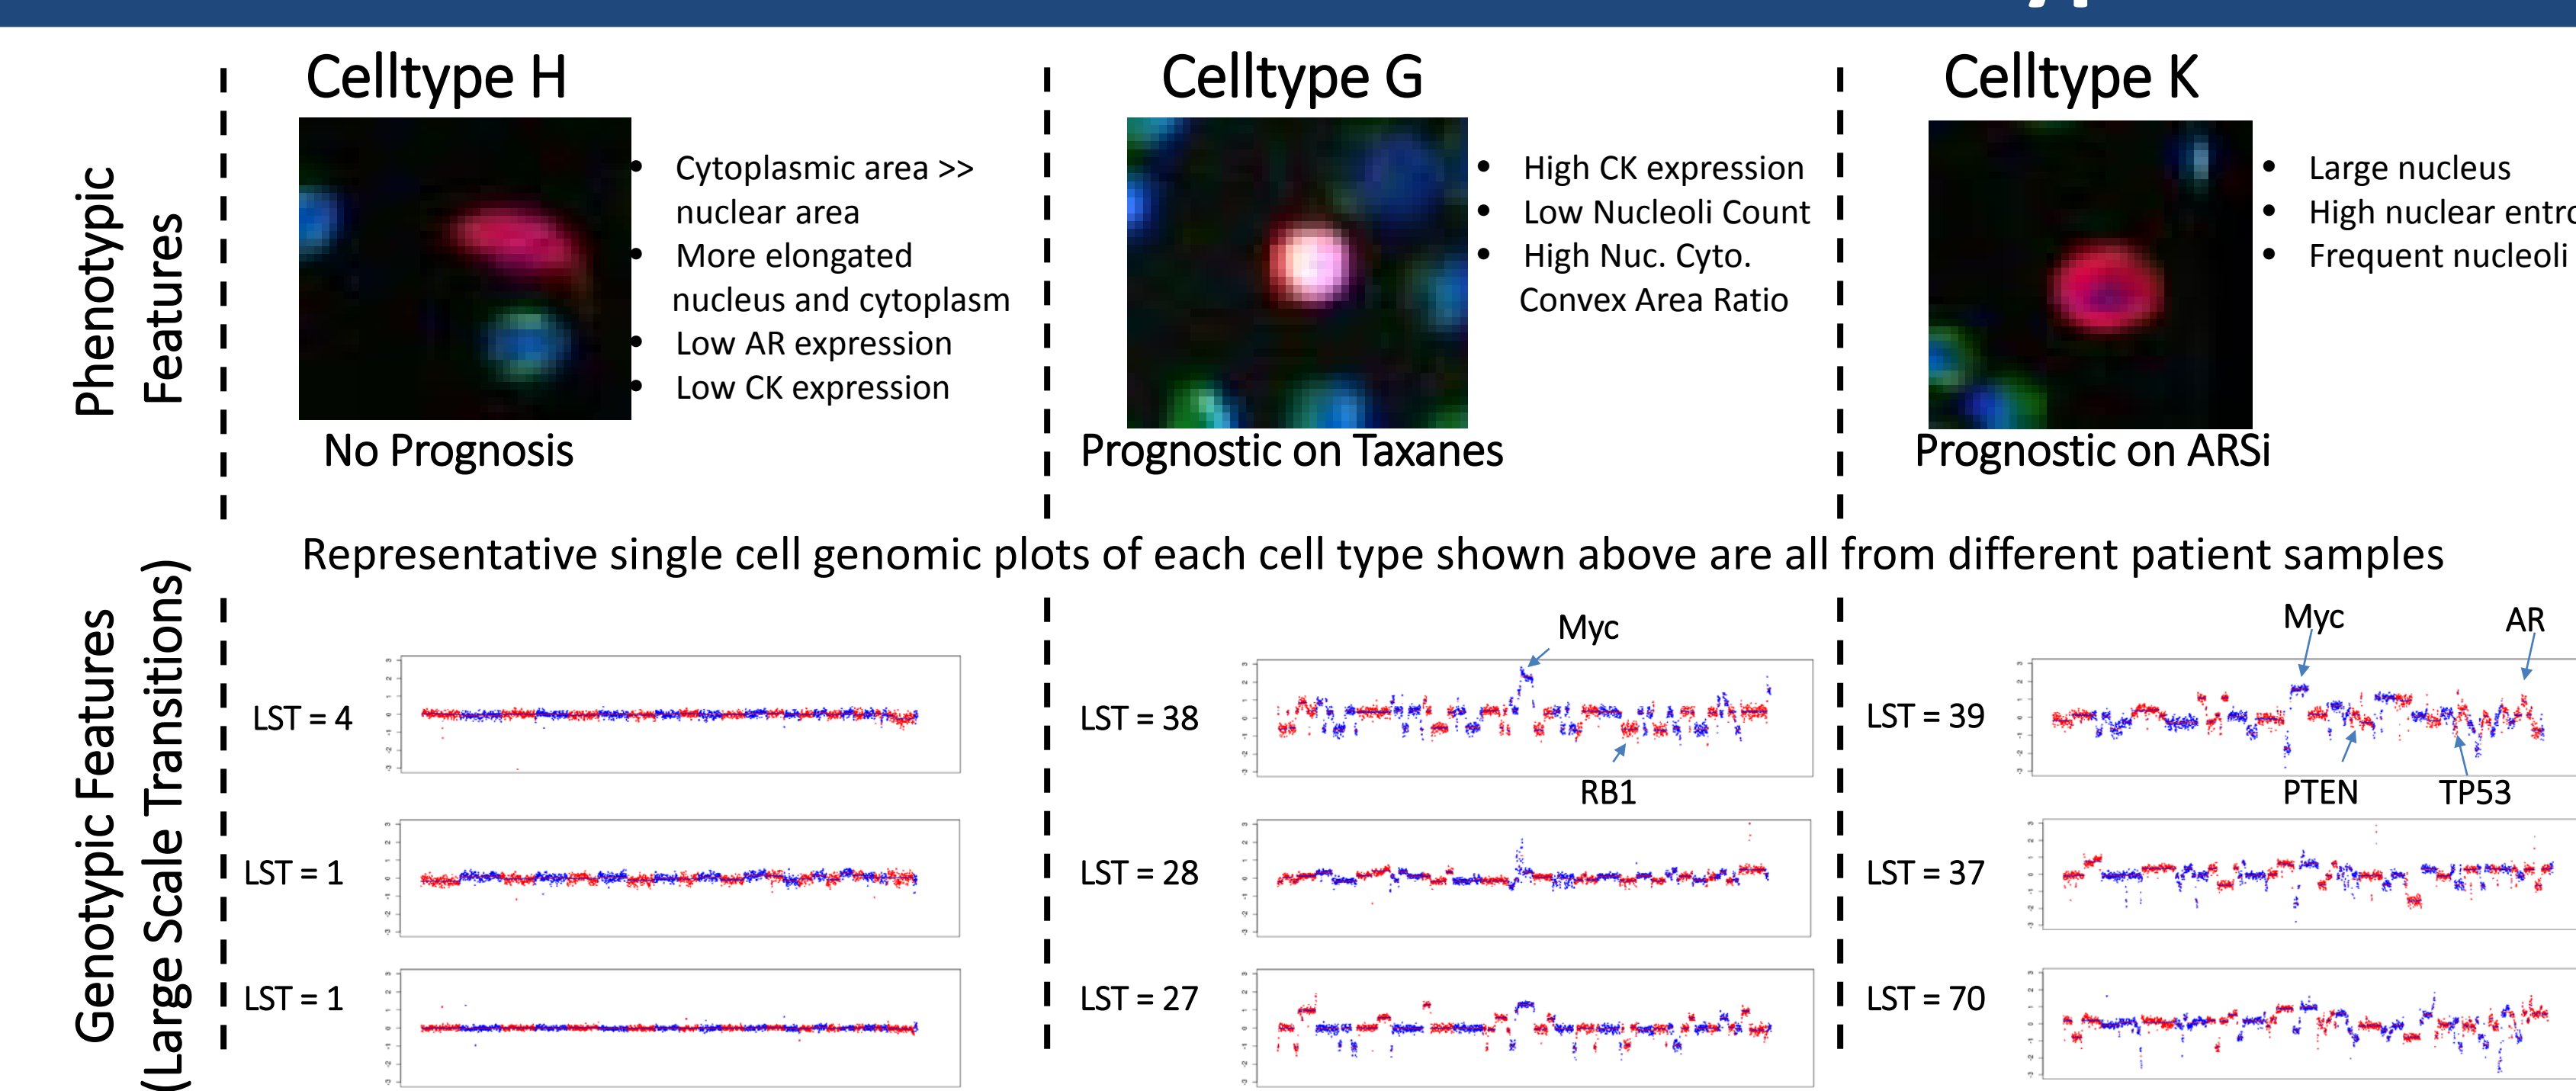 Celltype H
Celltype G
Celltype K
Phenotypic
Features
• Cytoplasmic area >>
nuclear area
• More elongated
nucleus and cytoplasm
• Low AR expression
• Low CK expression
• High CK expression
• Low Nucleoli Count
• High Nuc. Cyto.
Convex Area Ratio
• Large nucleus
• High nuclear entro
• Frequent nucleoli
No Prognosis
Prognostic on Taxanes
Prognostic on ARSi
Representative single cell genomic plots of each cell type shown above are all from different patient samples
Genotypic Features
(Large Scale Transitions)
LST = 4
LST = 1
LST = 1
Myc
LST = 38
RB1
LST = 28
LST = 27
Myc
AR
LST = 39
PTEN
TP53
LST = 37
LST = 70